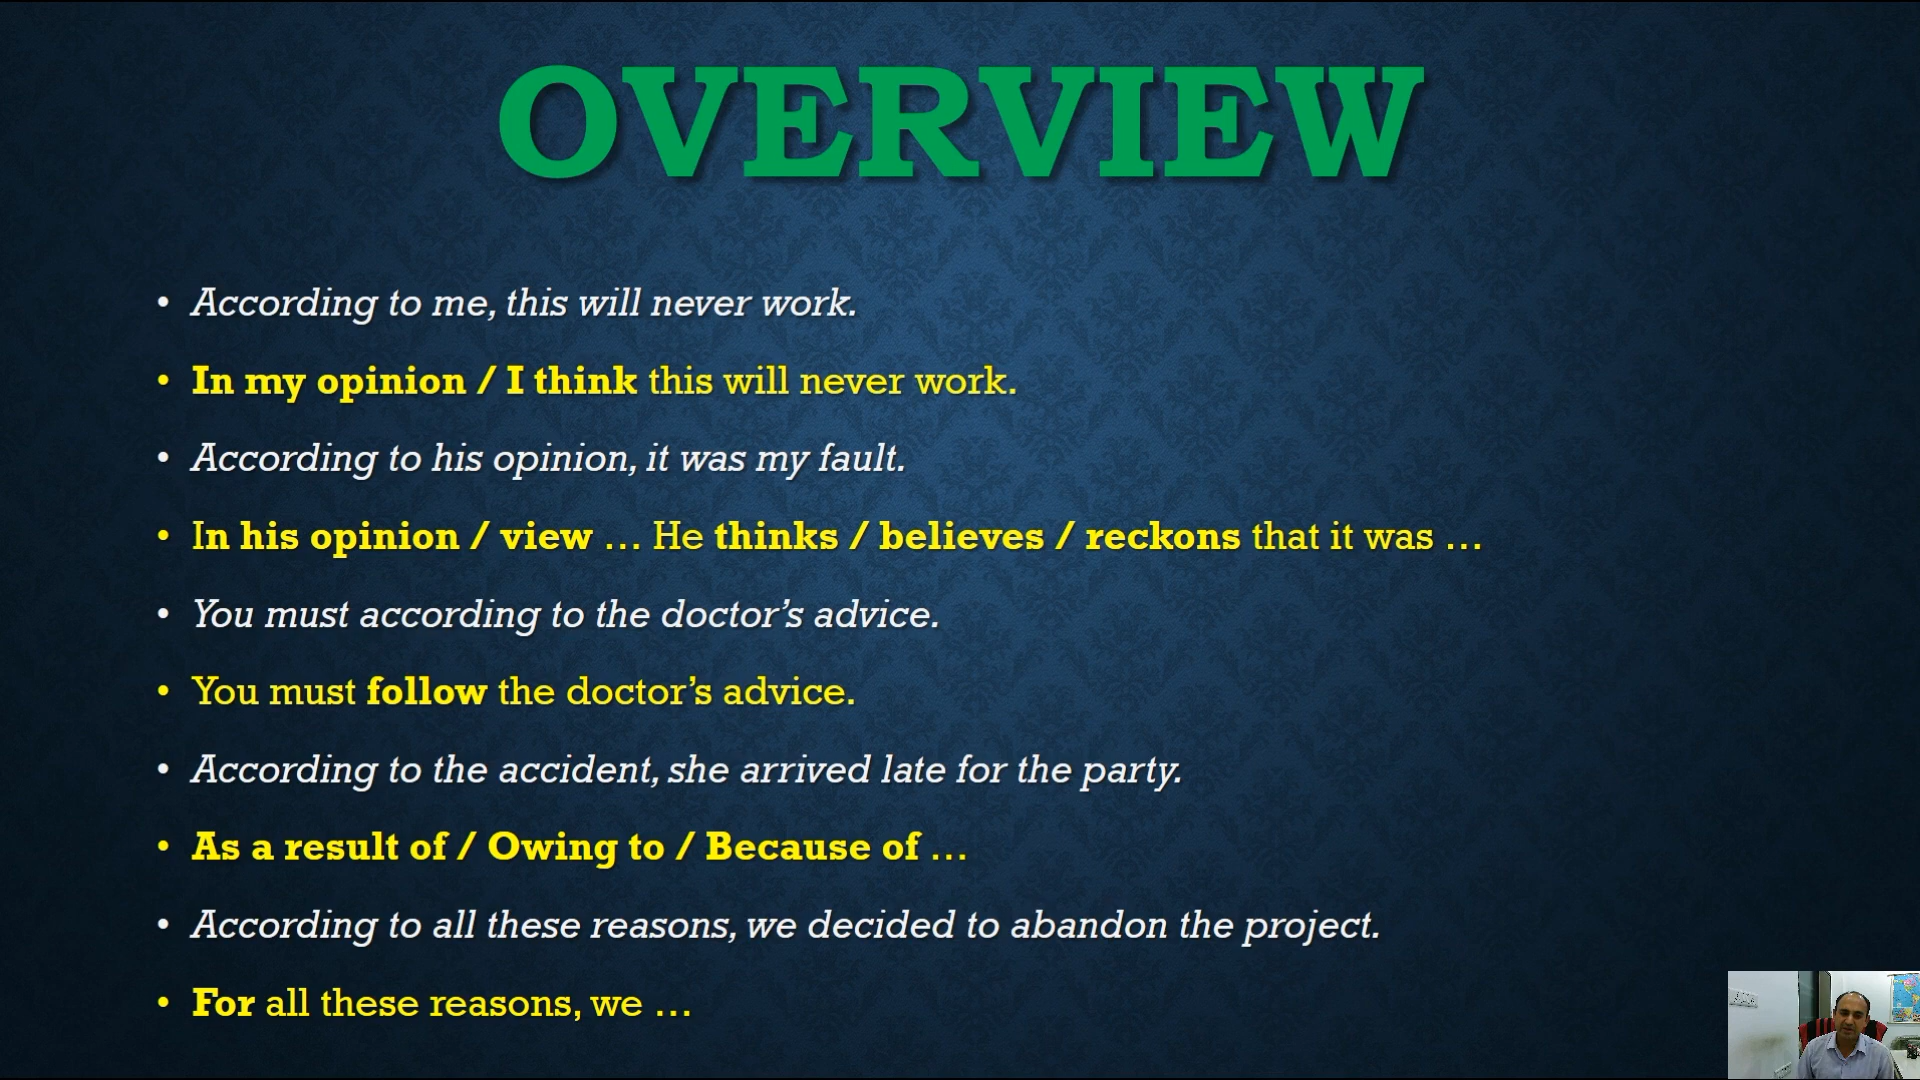 OVERVIEW
• According to me, this will never work.
• In my opinion / I think this will never work.
• According to his opinion, it was my fault.
• In his opinion / view … He thinks / believes / reckons that it was …
• You must according to the doctor’s advice.
• You must follow the doctor’s advice.
• According to the accident, she arrived late for the party.
• As a result of / Owing to / Because of …
• According to all these reasons, we decided to abandon the project.
• For all these reasons, we …